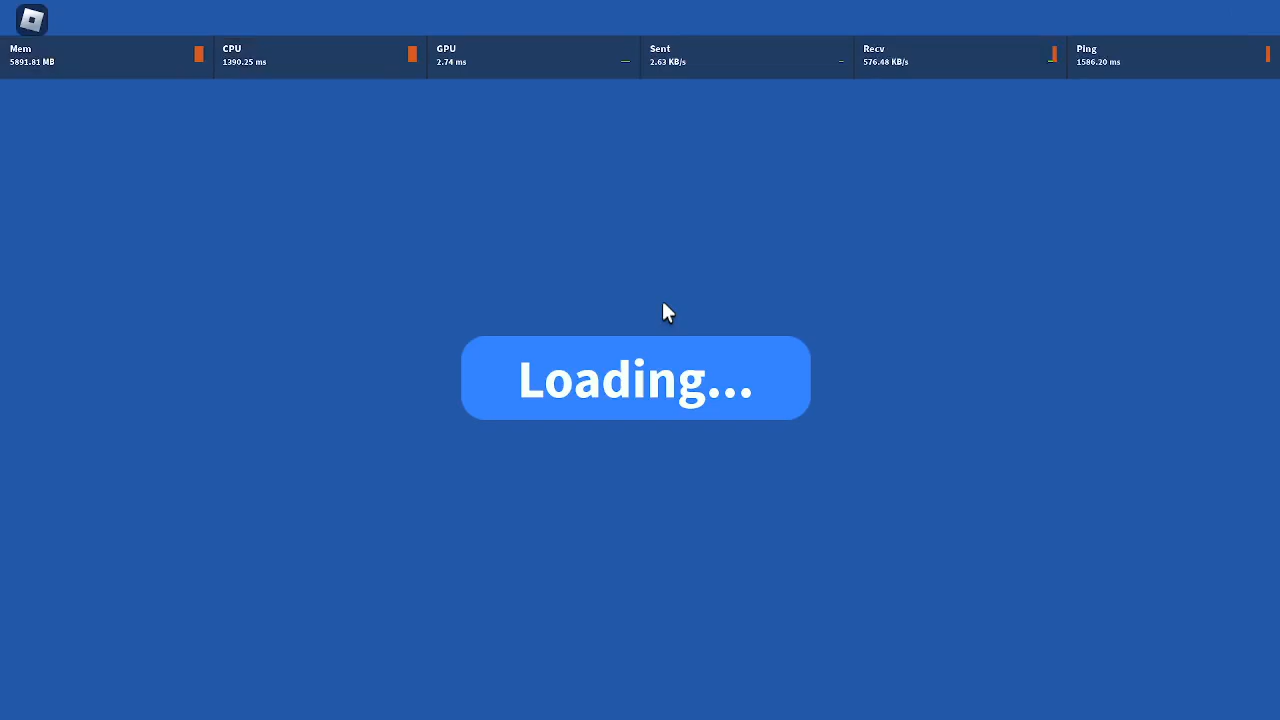 Mem CPU GPU Sent Recv Ping
5891.81 MB 1390.25 ms 2.74 ms 2.63 KB/s 576.48 KB/s 1586.20 ms
Loading...